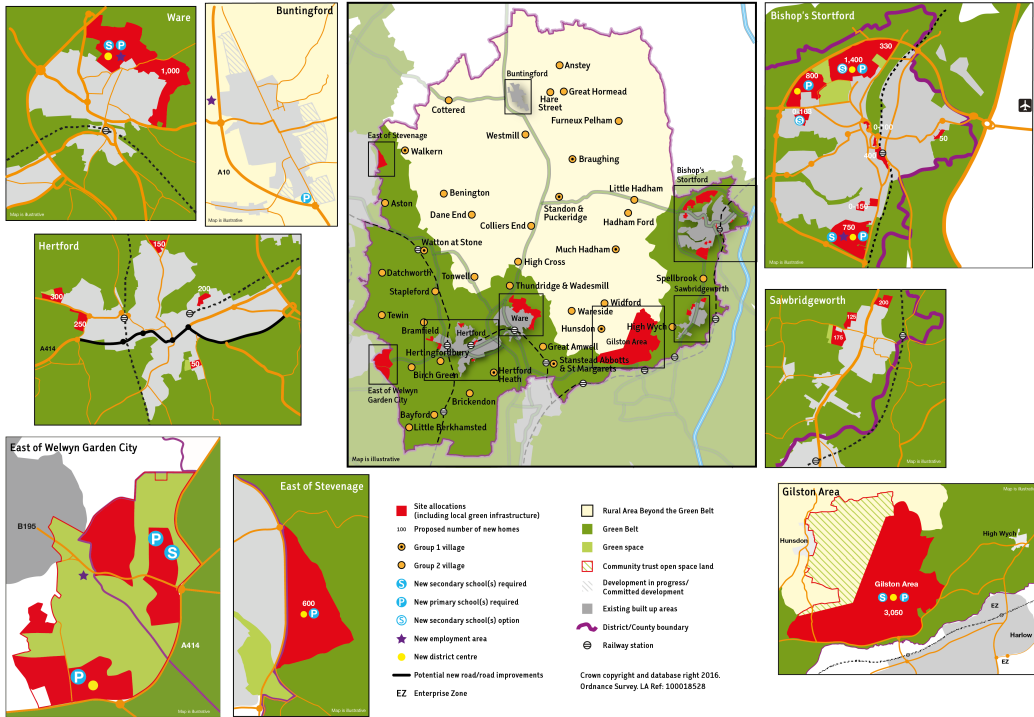 Ware
S P
1,000
Map is illustrative
Buntingford
A10
P
Map is illustrative
Hertford
150
300
200
250
A414
50
Map is illustrative
Anstey
Buntingford
Great Hormead
Hare
Street
Cottered
Furneux Pelham
East of Stevenage
Westmill
Walkern
Braughing
Bishop's
Stortford
Benington
Little Hadham
Aston
Standon &
Puckeridge
Dane End
Hadham Ford
Colliers End
Watton at Stone
Much Hadham
High Cross
Datchworth
Tonwell
Spellbrook
Thundridge & Wadesmill
Sawbridgeworth
Stapleford
Widford
Wareside
Tewin
Ware
Bramfield
Hertford
Hunsdon
High Wych
Gilston Area
Great Amwell
Hertingfordbury
Stanstead Abbotts
& St Margarets
Birch Green
Hertford
Heath
East of Welwyn
Garden City
Brickendon
Bayford
Little Berkhamsted
Map is illustrative
Bishop's Stortford
330
1,400
S P
800
P
0-165
S
0-100
50
400
0-150
750
S P
Map is illustrative
Sawbridgeworth
200
125
175
Map is illustrative
East of Welwyn Garden City
B195
P
S
A414
P
Map is illustrative
East of Stevenage
600
P
Map is illustrative
Site allocations
(including local green infrastructure)
100 Proposed number of new homes
Group 1 village
Group 2 village
S New secondary school(s) required
P New primary school(s) required
S New secondary school(s) option
New employment area
New district centre
Potential new road/road improvements
EZ Enterprise Zone
Rural Area Beyond the Green Belt
Green Belt
Green space
Community trust open space land
Development in progress/
Committed development
Existing built up areas
District/County boundary
Railway station
Crown copyright and database right 2016.
Ordnance Survey. LA Ref: 100018528
Gilston Area
Map is illustrative
Hunsdon
High Wych
Gilston Area
S P
3,050
EZ
Harlow
EZ